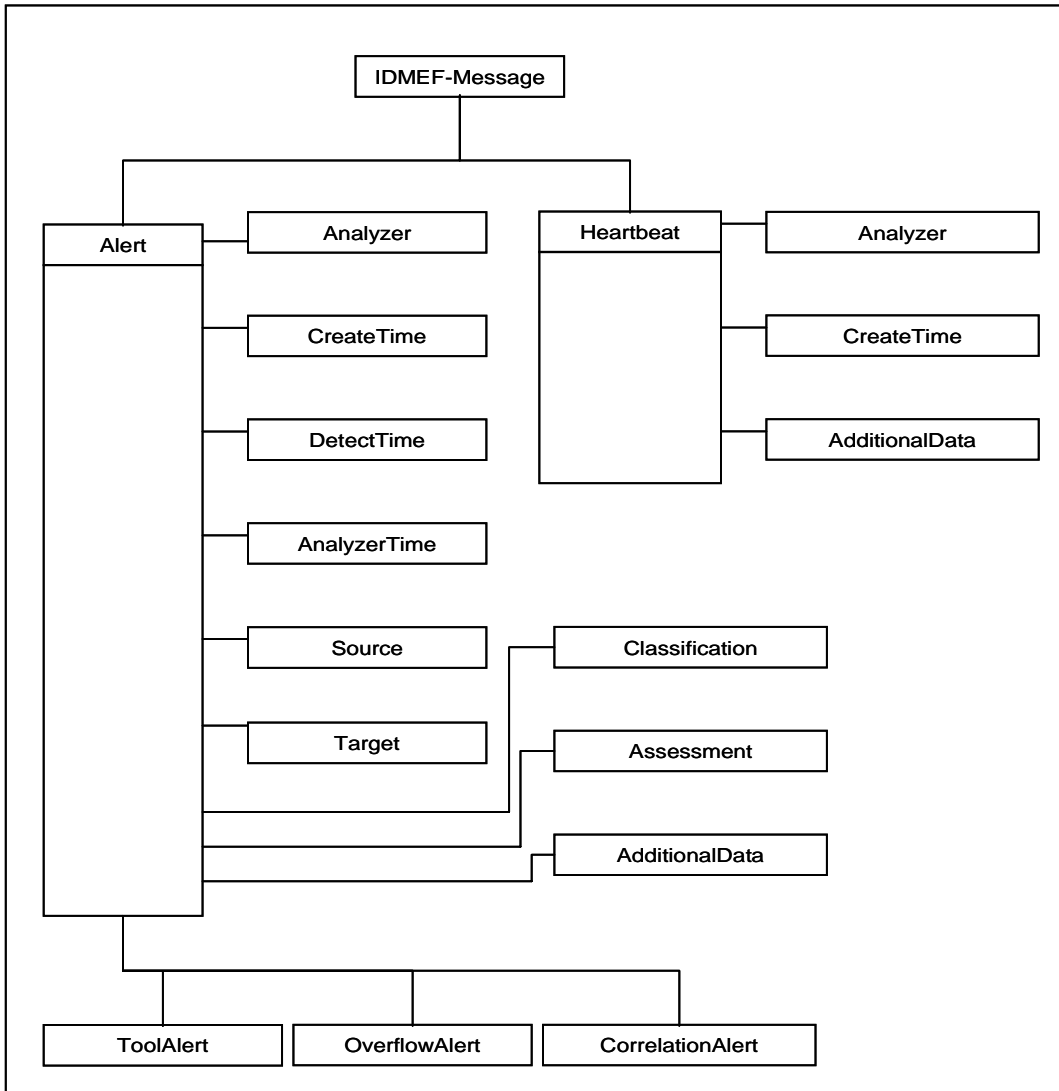 IDMEF-Message
Alert
Analyzer
CreateTime
DetectTime
AnalyzerTime
Source
Target
Heartbeat
Analyzer
CreateTime
AdditionalData
Classification
Assessment
AdditionalData
ToolAlert
OverflowAlert
CorrelationAlert